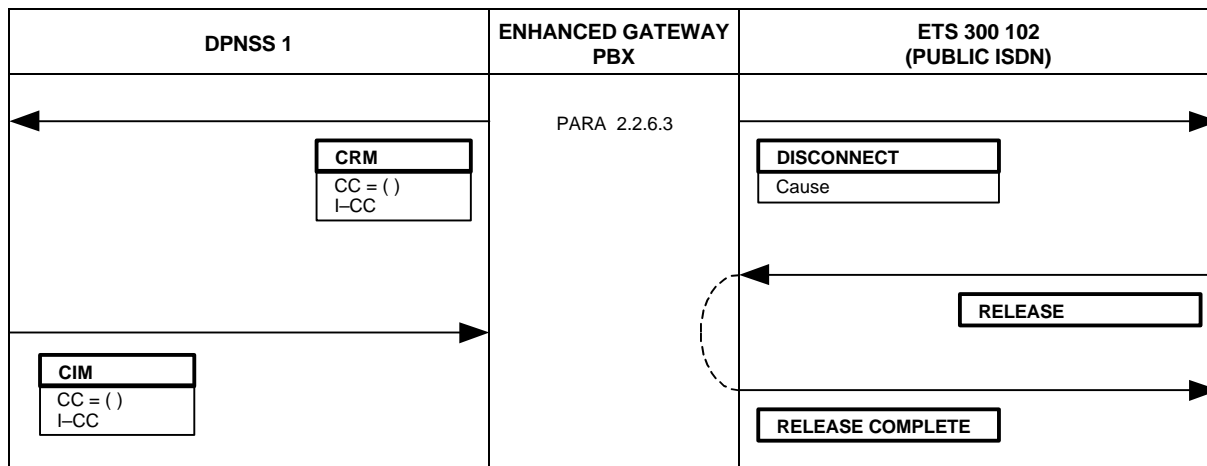 DPNSS 1
ENHANCED GATEWAY
PBX
ETS 300 102
(PUBLIC ISDN)
PARA 2.2.6.3
CRM
CC = ( )
I–CC
DISCONNECT
Cause
RELEASE
CIM
CC = ( )
I–CC
RELEASE COMPLETE